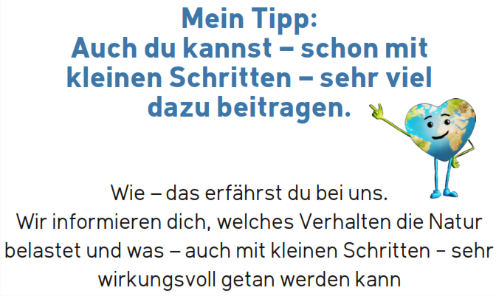 Mein Tipp:
Auch du kannst – schon mit
kleinen Schritten – sehr viel
dazu beitragen.
Wie – das erfährst du bei uns.
Wir informieren dich, welches Verhalten die Natur
belastet und was – auch mit kleinen Schritten – sehr
wirkungsvoll getan werden kann